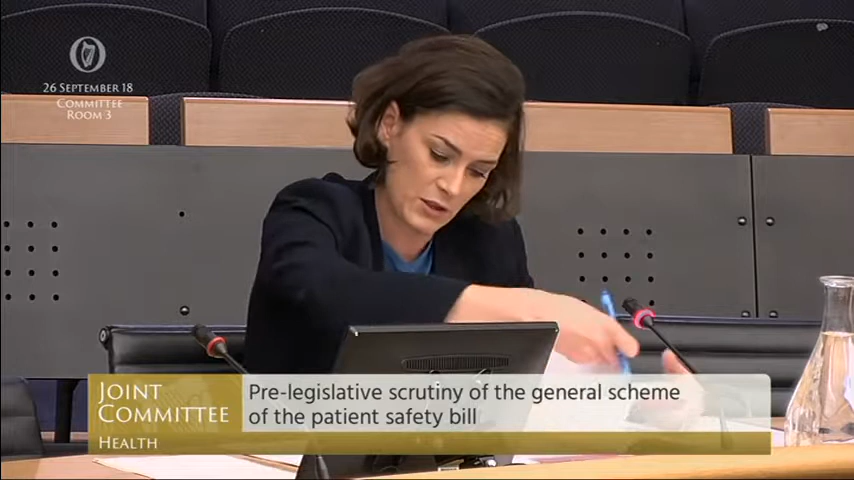 26 September 18
Committee
Room 3
Joint
Committee
Health
Pre-legislative scrutiny of the general scheme
of the patient safety bill